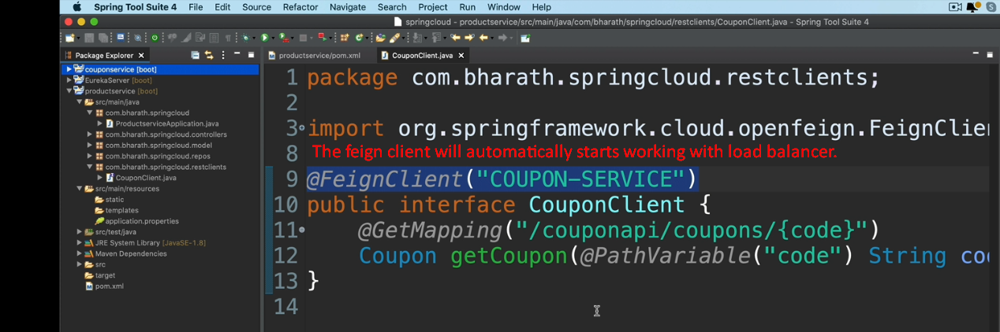 Spring Tool Suite 4 File Edit Source Refactor Navigate Search Project Run Window Help
springcloud - productservice/src/main/java/com/bharath/springcloud/restclients/CouponClient.java - Spring Tool Suite 4
Package Explorer
productservice/pom.xml CouponClient.java
couponservice [boot]
EurekaServer [boot]
productservice [boot]
src/main/java
com.bharath.springcloud
ProductserviceApplication.java
com.bharath.springcloud.controllers
com.bharath.springcloud.model
com.bharath.springcloud.repos
com.bharath.springcloud.restclients
CouponClient.java
src/main/resources
static
templates
application.properties
src/test/java
JRE System Library [JavaSE-1.8]
Maven Dependencies
src
target
pom.xml
1 package com.bharath.springcloud.restclients;
2
3 import org.springframework.cloud.openfeign.FeignClien
8 The feign client will automatically starts working with load balancer.
9 @FeignClient("COUPON-SERVICE")
10 public interface CouponClient {
11 @GetMapping("/couponapi/coupons/{code}")
12 Coupon getCoupon(@PathVariable("code") String co
13 }
14